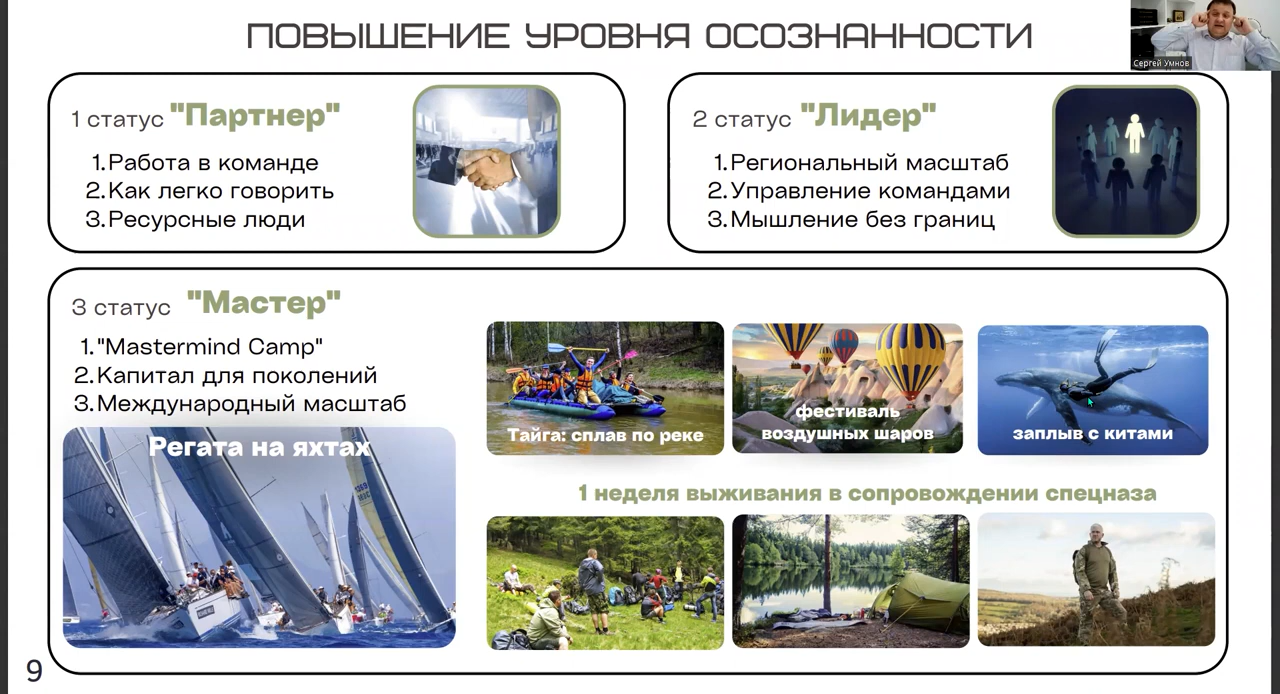 ПОВЫШЕНИЕ УРОВНЯ ОСОЗНАННОСТИ
Сергей Умнов
1 статус "Партнер"
1.Работа в команде
2.Как легко говорить
3.Ресурсные люди
2 статус "Лидер"
1.Региональный масштаб
2.Управление командами
3.Мышление без границ
3 статус "Мастер"
1."Mastermind Camp"
2.Капитал для поколений
3.Международный масштаб
Регата на яхтах
Тайга: сплав по реке
фестиваль
воздушных шаров
заплыв с китами
1 неделя выживания в сопровождении спецназа
9